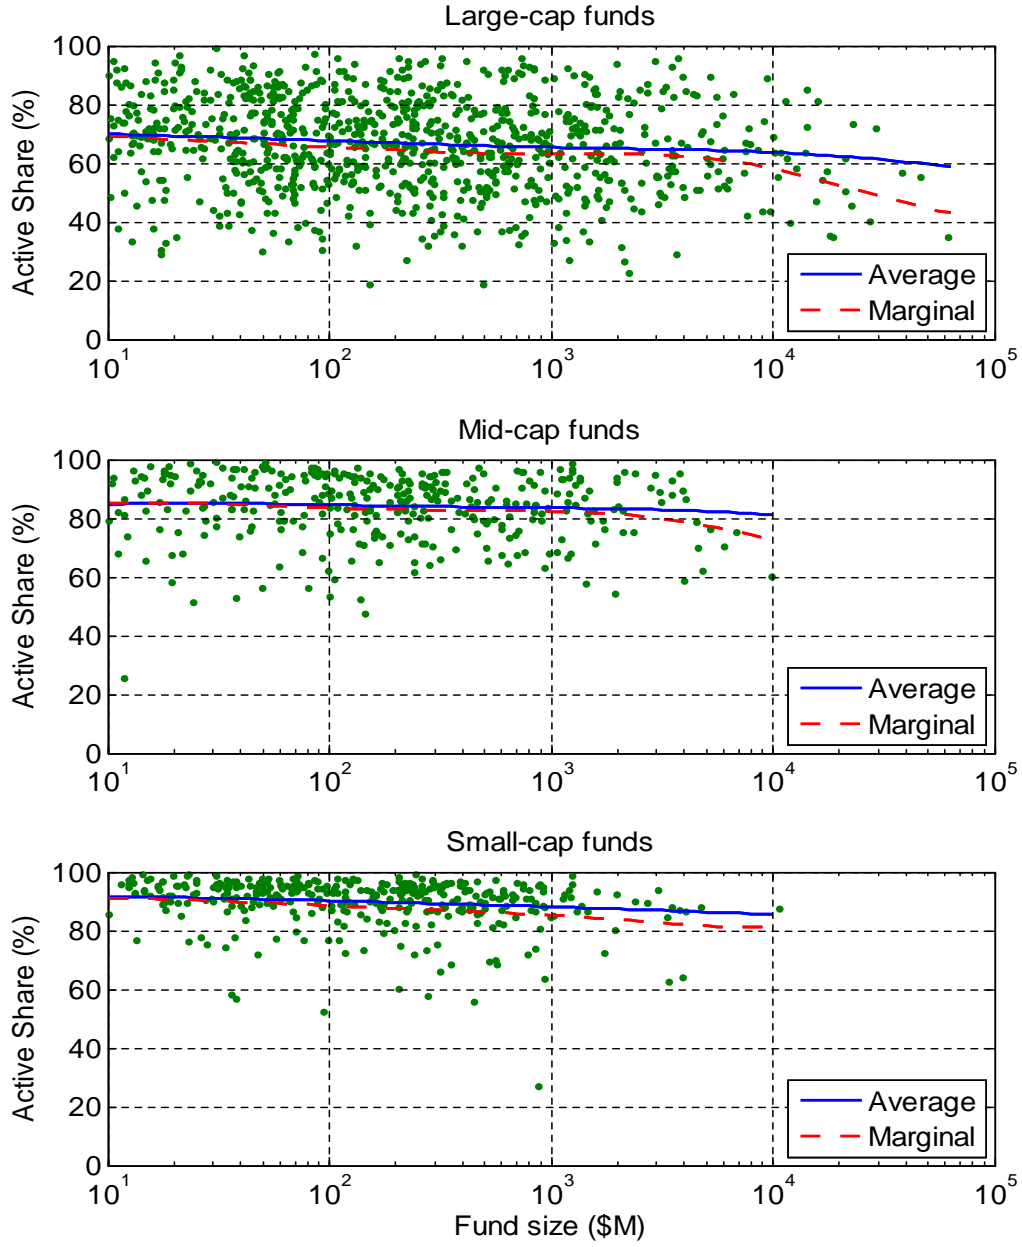 Large-cap funds
100
80
60
40
20
0
Active Share (%)
Average
Marginal
10^1 10^2 10^3 10^4 10^5
Mid-cap funds
100
80
60
40
20
0
Active Share (%)
Average
Marginal
10^1 10^2 10^3 10^4 10^5
Small-cap funds
100
80
60
40
20
0
Active Share (%)
Average
Marginal
10^1 10^2 10^3 10^4 10^5
Fund size ($M)